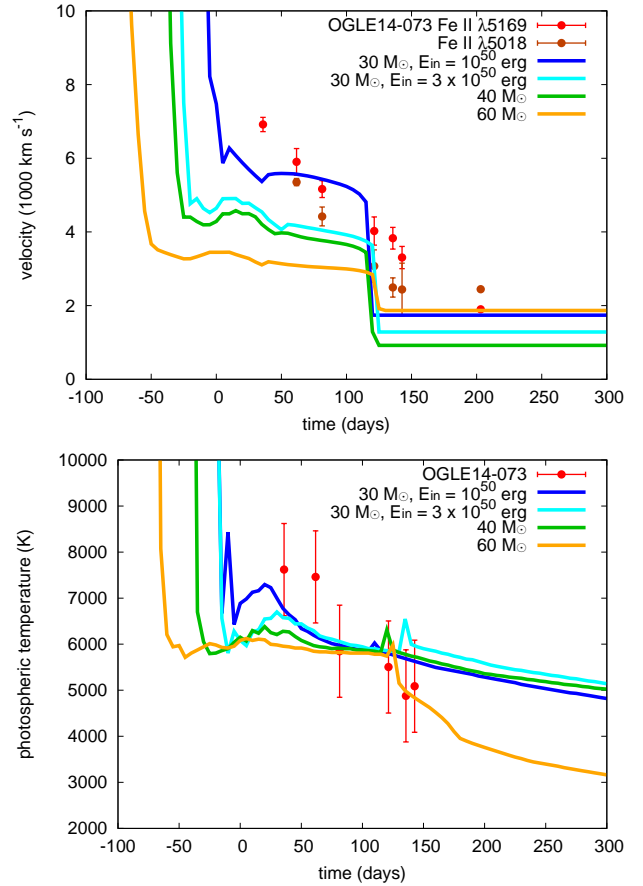 10
8
6
4
2
0
velocity (1000 km s⁻¹)
OGLE14-073 Fe II λ5169
Fe II λ5018
30 M☉, Ein = 10⁵⁰ erg
30 M☉, Ein = 3 x 10⁵⁰ erg
40 M☉
60 M☉
-100 -50 0 50 100 150 200 250 300
time (days)
10000
9000
8000
7000
6000
5000
4000
3000
2000
photospheric temperature (K)
OGLE14-073
30 M☉, Ein = 10⁵⁰ erg
30 M☉, Ein = 3 x 10⁵⁰ erg
40 M☉
60 M☉
-100 -50 0 50 100 150 200 250 300
time (days)